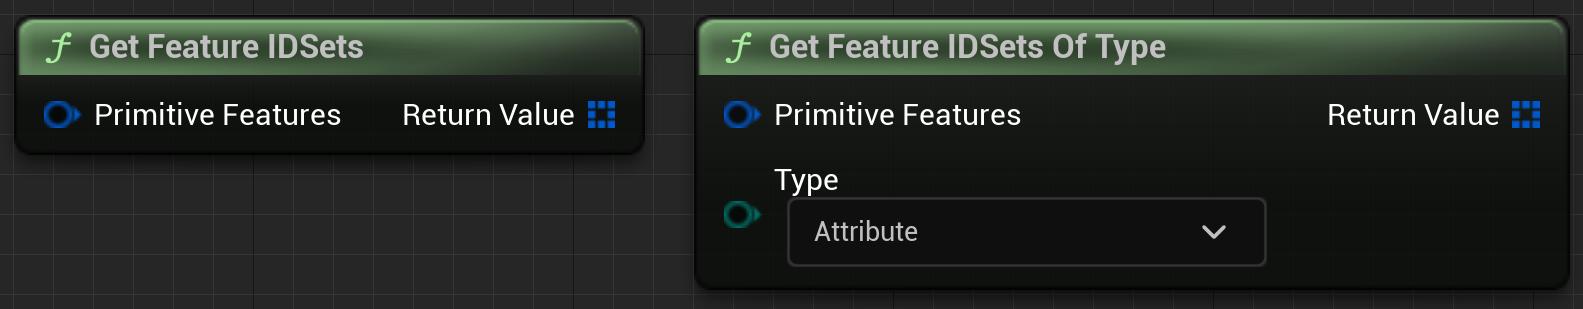 Get Feature IDSets
Primitive Features Return Value
Get Feature IDSets Of Type
Primitive Features Return Value
Type
Attribute